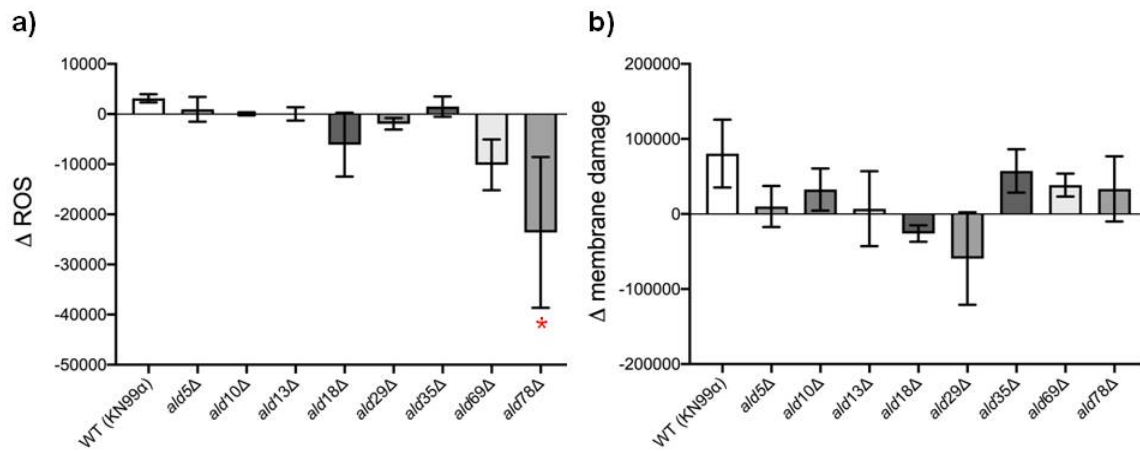 a)
10000
0
-10000
-20000
-30000
-40000
-50000
Δ ROS
*
WT (KN99α)
ald5Δ
ald10Δ
ald13Δ
ald18Δ
ald29Δ
ald35Δ
ald69Δ
ald78Δ
b)
200000
100000
0
-100000
-200000
Δ membrane damage
WT (KN99α)
ald5Δ
ald10Δ
ald13Δ
ald18Δ
ald29Δ
ald35Δ
ald69Δ
ald78Δ